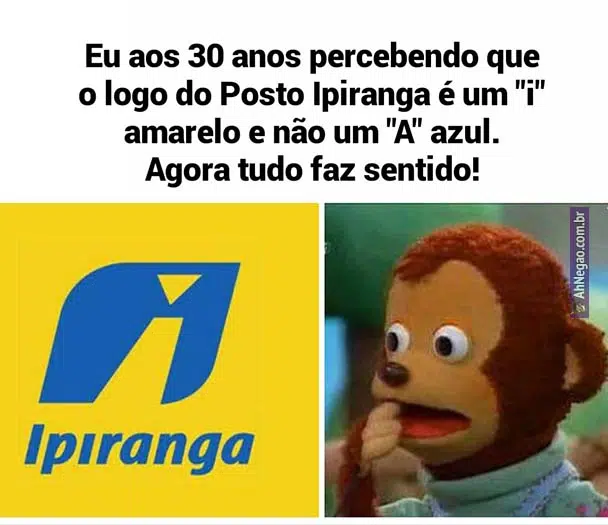 Eu aos 30 anos percebendo que
o logo do Posto Ipiranga é um "i"
amarelo e não um "A" azul.
Agora tudo faz sentido!
Ipiranga
AhNegao.com.br